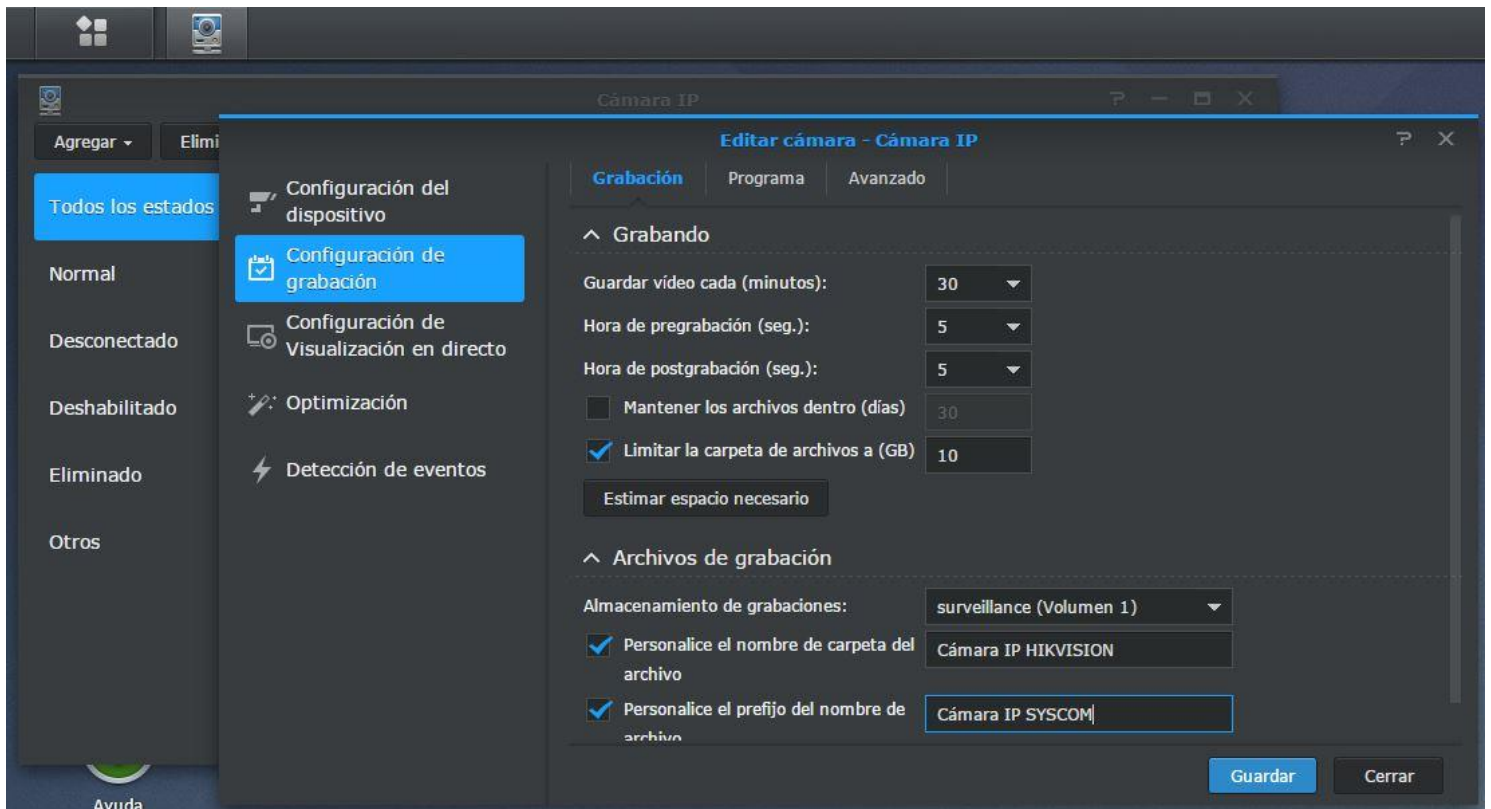 Cámara IP
Agregar
Elimi
Todos los estados
Normal
Desconectado
Deshabilitado
Eliminado
Otros
Ayuda
Editar cámara - Cámara IP
Configuración del
dispositivo
Configuración de
grabación
Configuración de
Visualización en directo
Optimización
Detección de eventos
Grabación Programa Avanzado
Grabando
Guardar vídeo cada (minutos): 30
Hora de pregrabación (seg.): 5
Hora de postgrabación (seg.): 5
Mantener los archivos dentro (días) 30
Limitar la carpeta de archivos a (GB) 10
Estimar espacio necesario
Archivos de grabación
Almacenamiento de grabaciones: surveillance (Volumen 1)
Personalice el nombre de carpeta del Cámara IP HIKVISION
archivo
Personalice el prefijo del nombre de Cámara IP SYSCOM
archivo
Guardar Cerrar